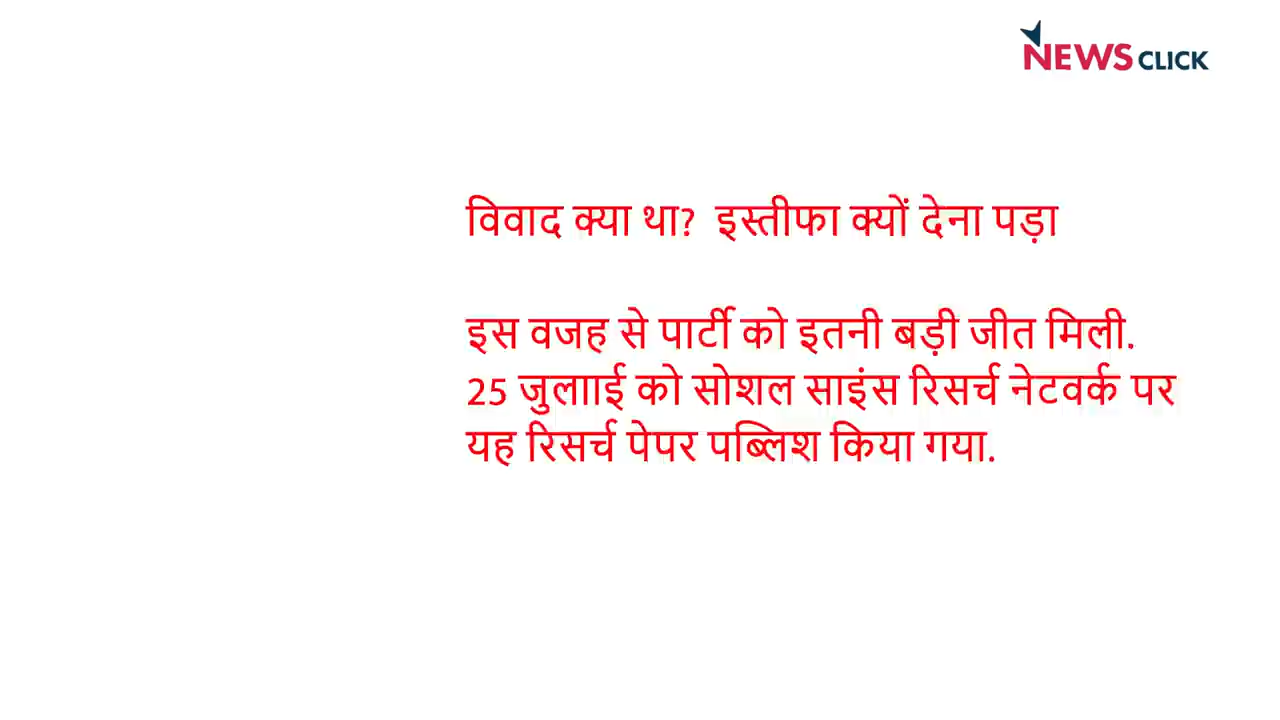 NEWSCLICK
विवाद क्या था? इस्तीफा क्यों देना पड़ा
इस वजह से पार्टी को इतनी बड़ी जीत मिली.
25 जुलााई को सोशल साइंस रिसर्च नेटवर्क पर
यह रिसर्च पेपर पब्लिश किया गया.